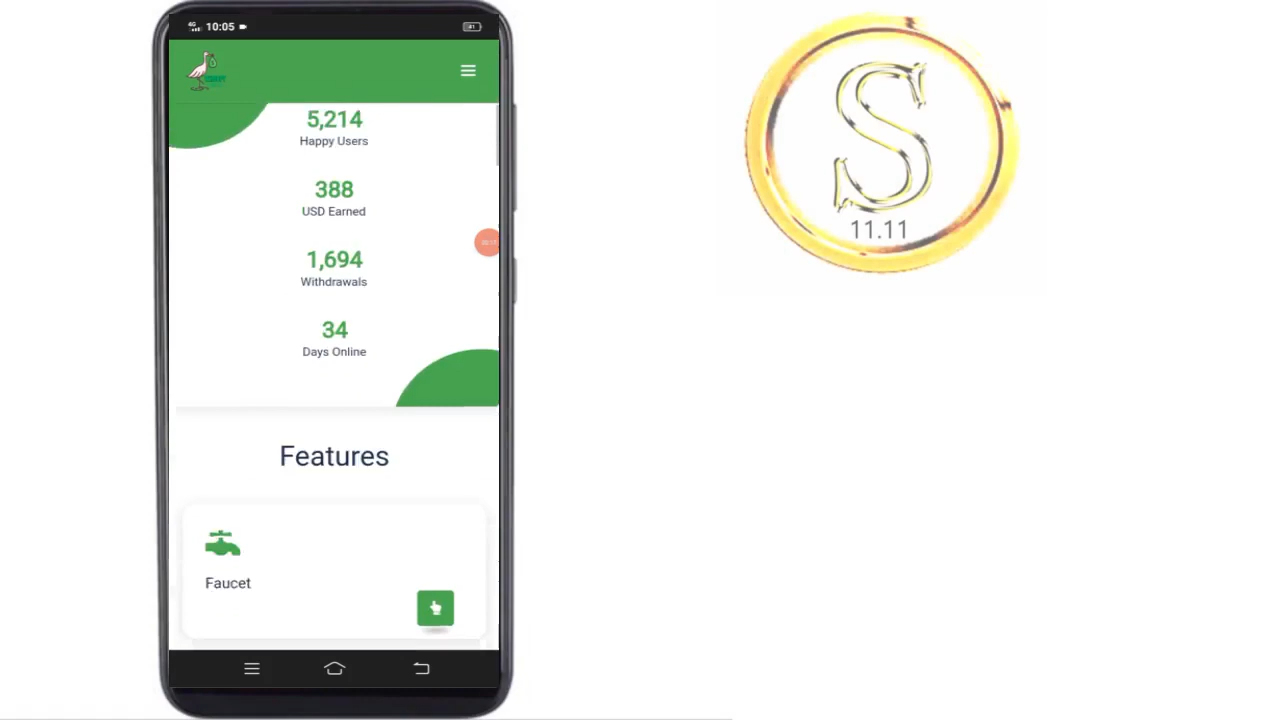 4G 10:05
5,214
Happy Users
388
USD Earned
1,694
Withdrawals
34
Days Online
Features
Faucet
S
11.11